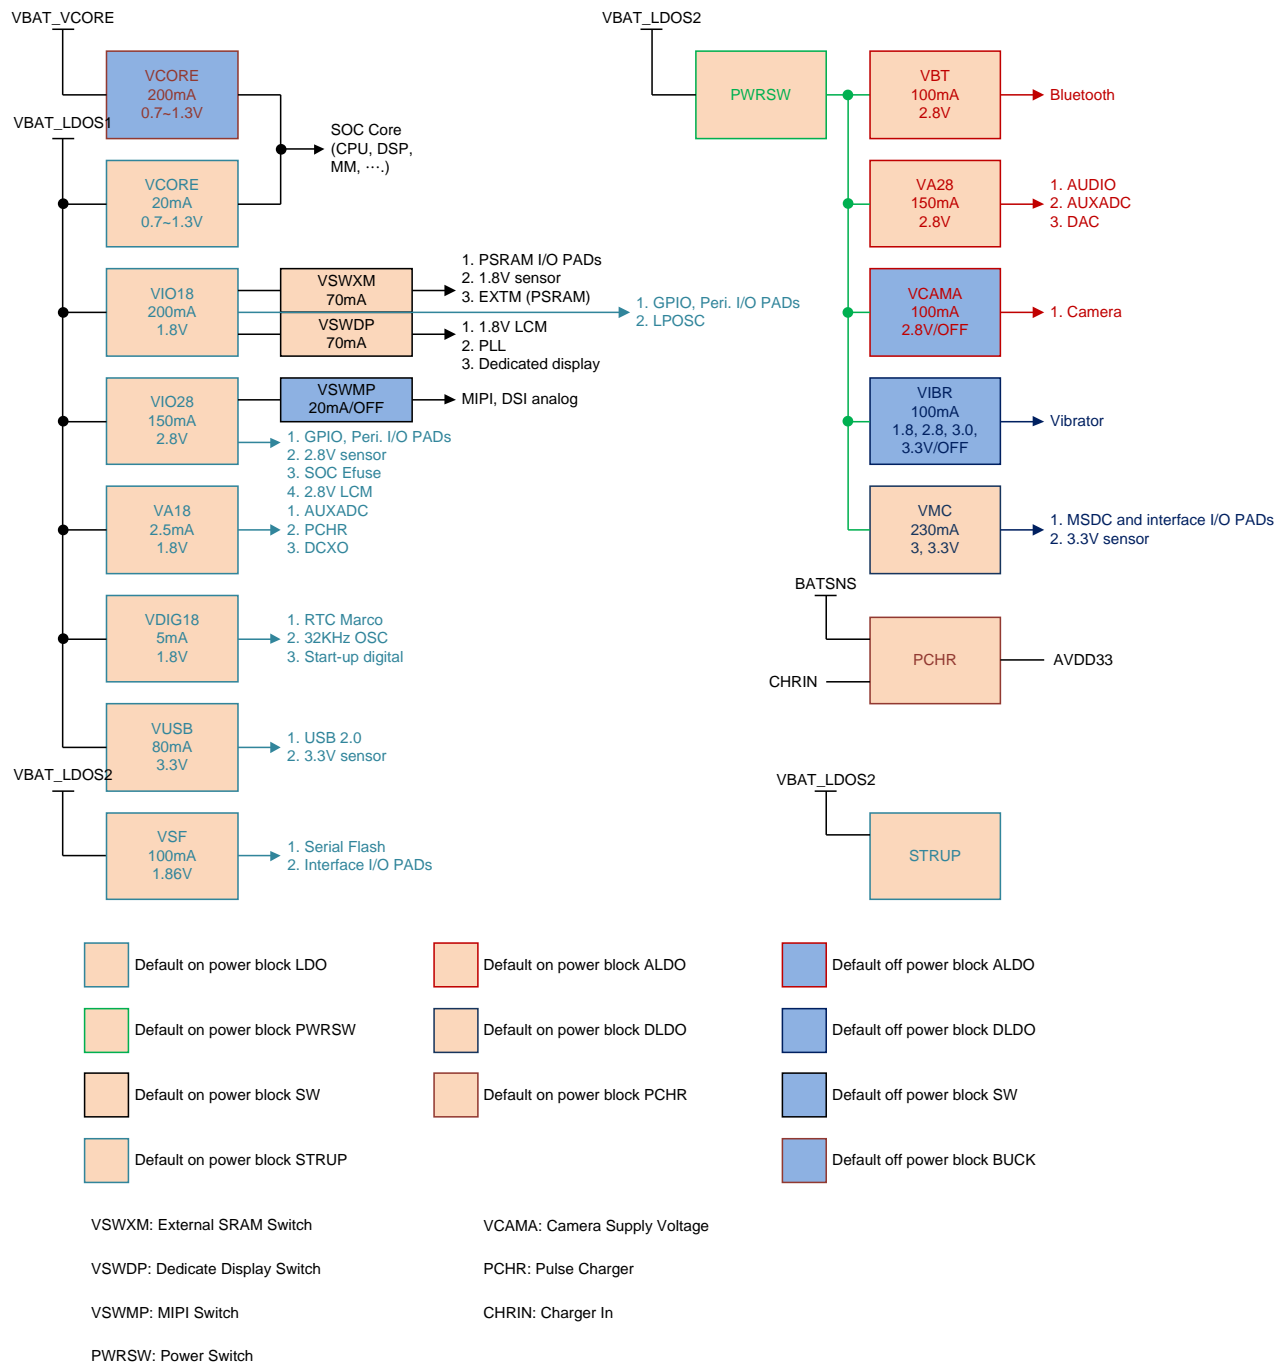 VBAT_VCORE
VCORE
200mA
0.7~1.3V
VBAT_LDOS1
SOC Core
(CPU, DSP,
MM, ….)
VCORE
20mA
0.7~1.3V
VIO18
200mA
1.8V
VSWXM
70mA
1. PSRAM I/O PADs
2. 1.8V sensor
3. EXTM (PSRAM)
1. GPIO, Peri. I/O PADs
2. LPOSC
VSWDP
70mA
1. 1.8V LCM
2. PLL
3. Dedicated display
VIO28
150mA
2.8V
VSWMP
20mA/OFF
MIPI, DSI analog
1. GPIO, Peri. I/O PADs
2. 2.8V sensor
3. SOC Efuse
4. 2.8V LCM
VA18
2.5mA
1.8V
1. AUXADC
2. PCHR
3. DCXO
VDIG18
5mA
1.8V
1. RTC Marco
2. 32KHz OSC
3. Start-up digital
VUSB
80mA
3.3V
1. USB 2.0
2. 3.3V sensor
VBAT_LDOS2
VSF
100mA
1.86V
1. Serial Flash
2. Interface I/O PADs
VBAT_LDOS2
PWRSW
VBT
100mA
2.8V
Bluetooth
VA28
150mA
2.8V
1. AUDIO
2. AUXADC
3. DAC
VCAMA
100mA
2.8V/OFF
1. Camera
VIBR
100mA
1.8, 2.8, 3.0,
3.3V/OFF
Vibrator
VMC
230mA
3, 3.3V
1. MSDC and interface I/O PADs
2. 3.3V sensor
BATSNS
PCHR
AVDD33
CHRIN
VBAT_LDOS2
STRUP
Default on power block LDO
Default on power block ALDO
Default off power block ALDO
Default on power block PWRSW
Default on power block DLDO
Default off power block DLDO
Default on power block SW
Default on power block PCHR
Default off power block SW
Default on power block STRUP
Default off power block BUCK
VSWXM: External SRAM Switch
VCAMA: Camera Supply Voltage
VSWDP: Dedicate Display Switch
PCHR: Pulse Charger
VSWMP: MIPI Switch
CHRIN: Charger In
PWRSW: Power Switch